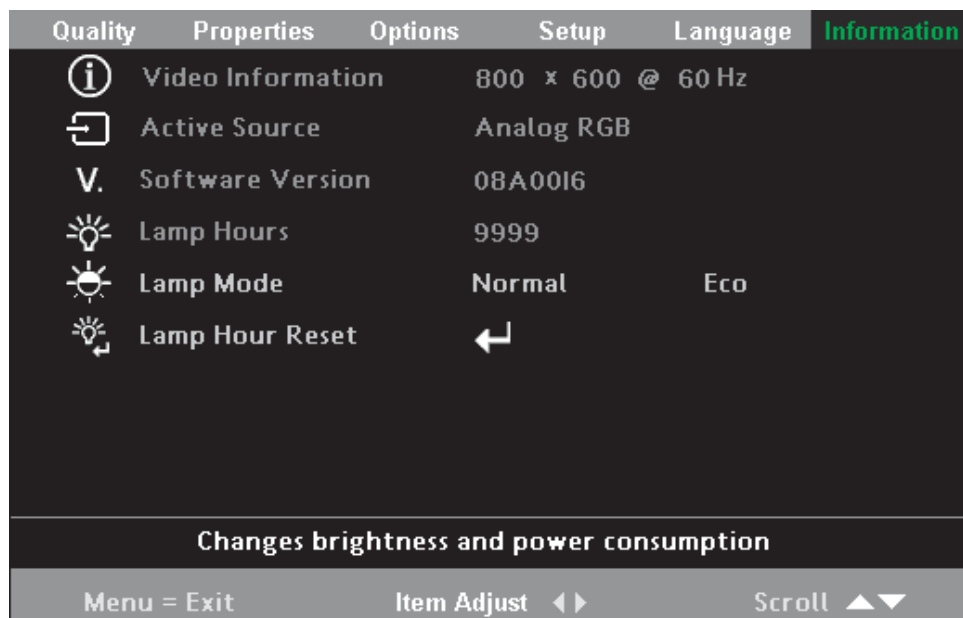 Quality Properties Options Setup Language Information
Video Information 800 x 600 @ 60 Hz
Active Source Analog RGB
V. Software Version 08A00I6
Lamp Hours 9999
Lamp Mode Normal Eco
Lamp Hour Reset
Changes brightness and power consumption
Menu = Exit Item Adjust Scroll